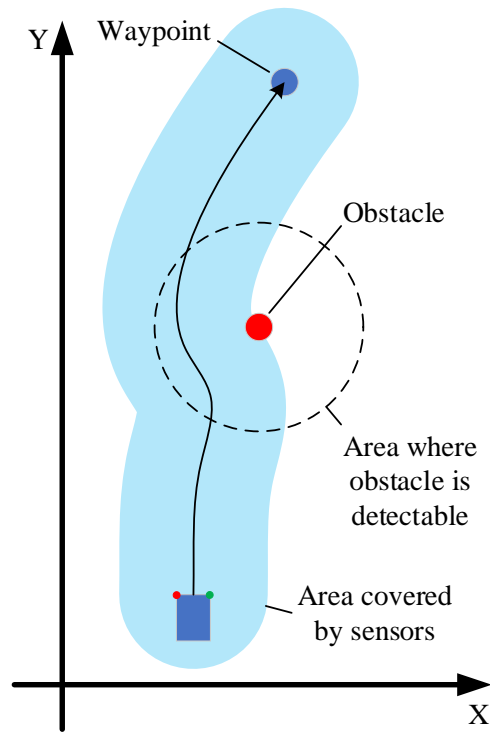 Y
Waypoint
Obstacle
Area where
obstacle is
detectable
Area covered
by sensors
X